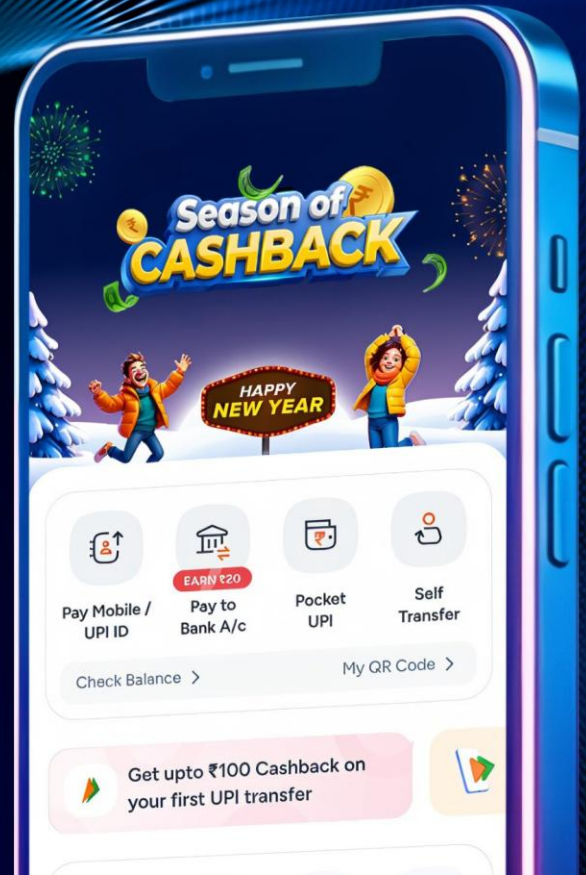 Season of
CASHBACK
HAPPY
NEW YEAR
Pay Mobile /
UPI ID
EARN ₹20
Pay to
Bank A/c
Pocket
UPI
Self
Transfer
Check Balance >
My QR Code >
Get upto ₹100 Cashback on
your first UPI transfer